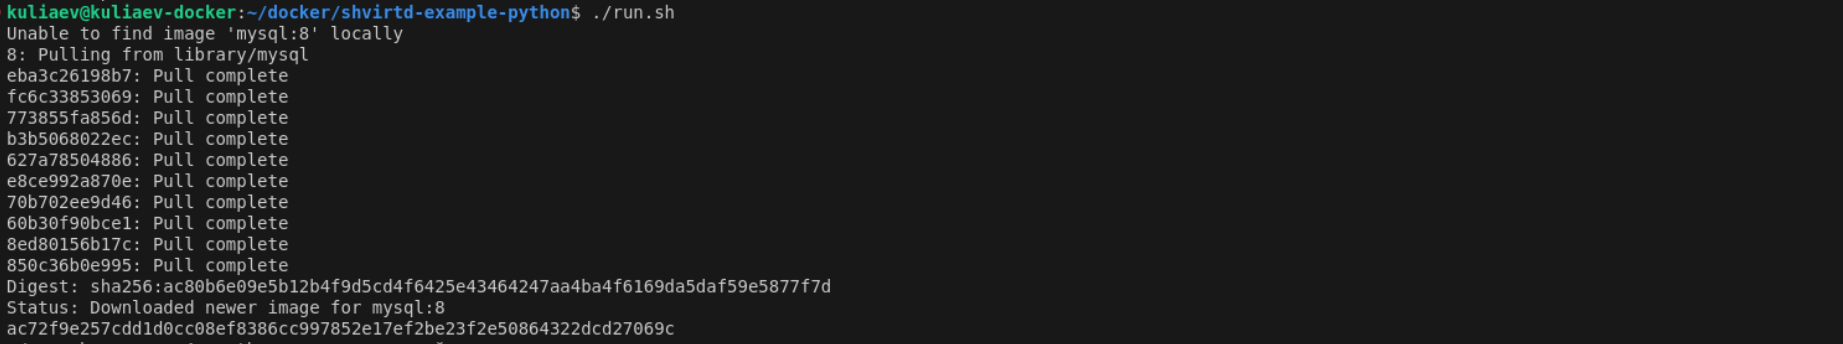 kuliaev@kuliaev-docker:~/docker/shvirtd-example-python$ ./run.sh
Unable to find image 'mysql:8' locally
8: Pulling from library/mysql
eba3c26198b7: Pull complete
fc6c33853069: Pull complete
773855fa856d: Pull complete
b3b5068022ec: Pull complete
627a78504886: Pull complete
e8ce992a870e: Pull complete
70b702ee9d46: Pull complete
60b30f90bce1: Pull complete
8ed80156b17c: Pull complete
850c36b0e995: Pull complete
Digest: sha256:ac80b6e09e5b12b4f9d5cd4f6425e43464247aa4ba4f6169da5daf59e5877f7d
Status: Downloaded newer image for mysql:8
ac72f9e257cdd1d0cc08ef8386cc997852e17ef2be23f2e50864322dcd27069c